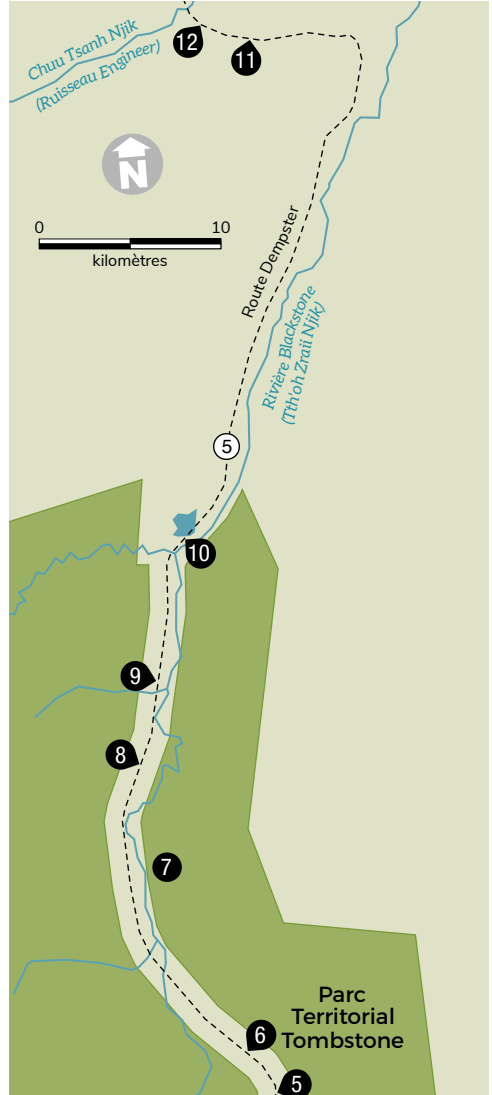 12
11
Chuu Tsanh Njik
(Ruisseau Engineer)
N
0 10
kilomètres
Route Dempster
Rivière Blackstone
(Tth'oh Zraii Njik)
5
10
9
8
7
Parc
Territorial
Tombstone
6
5